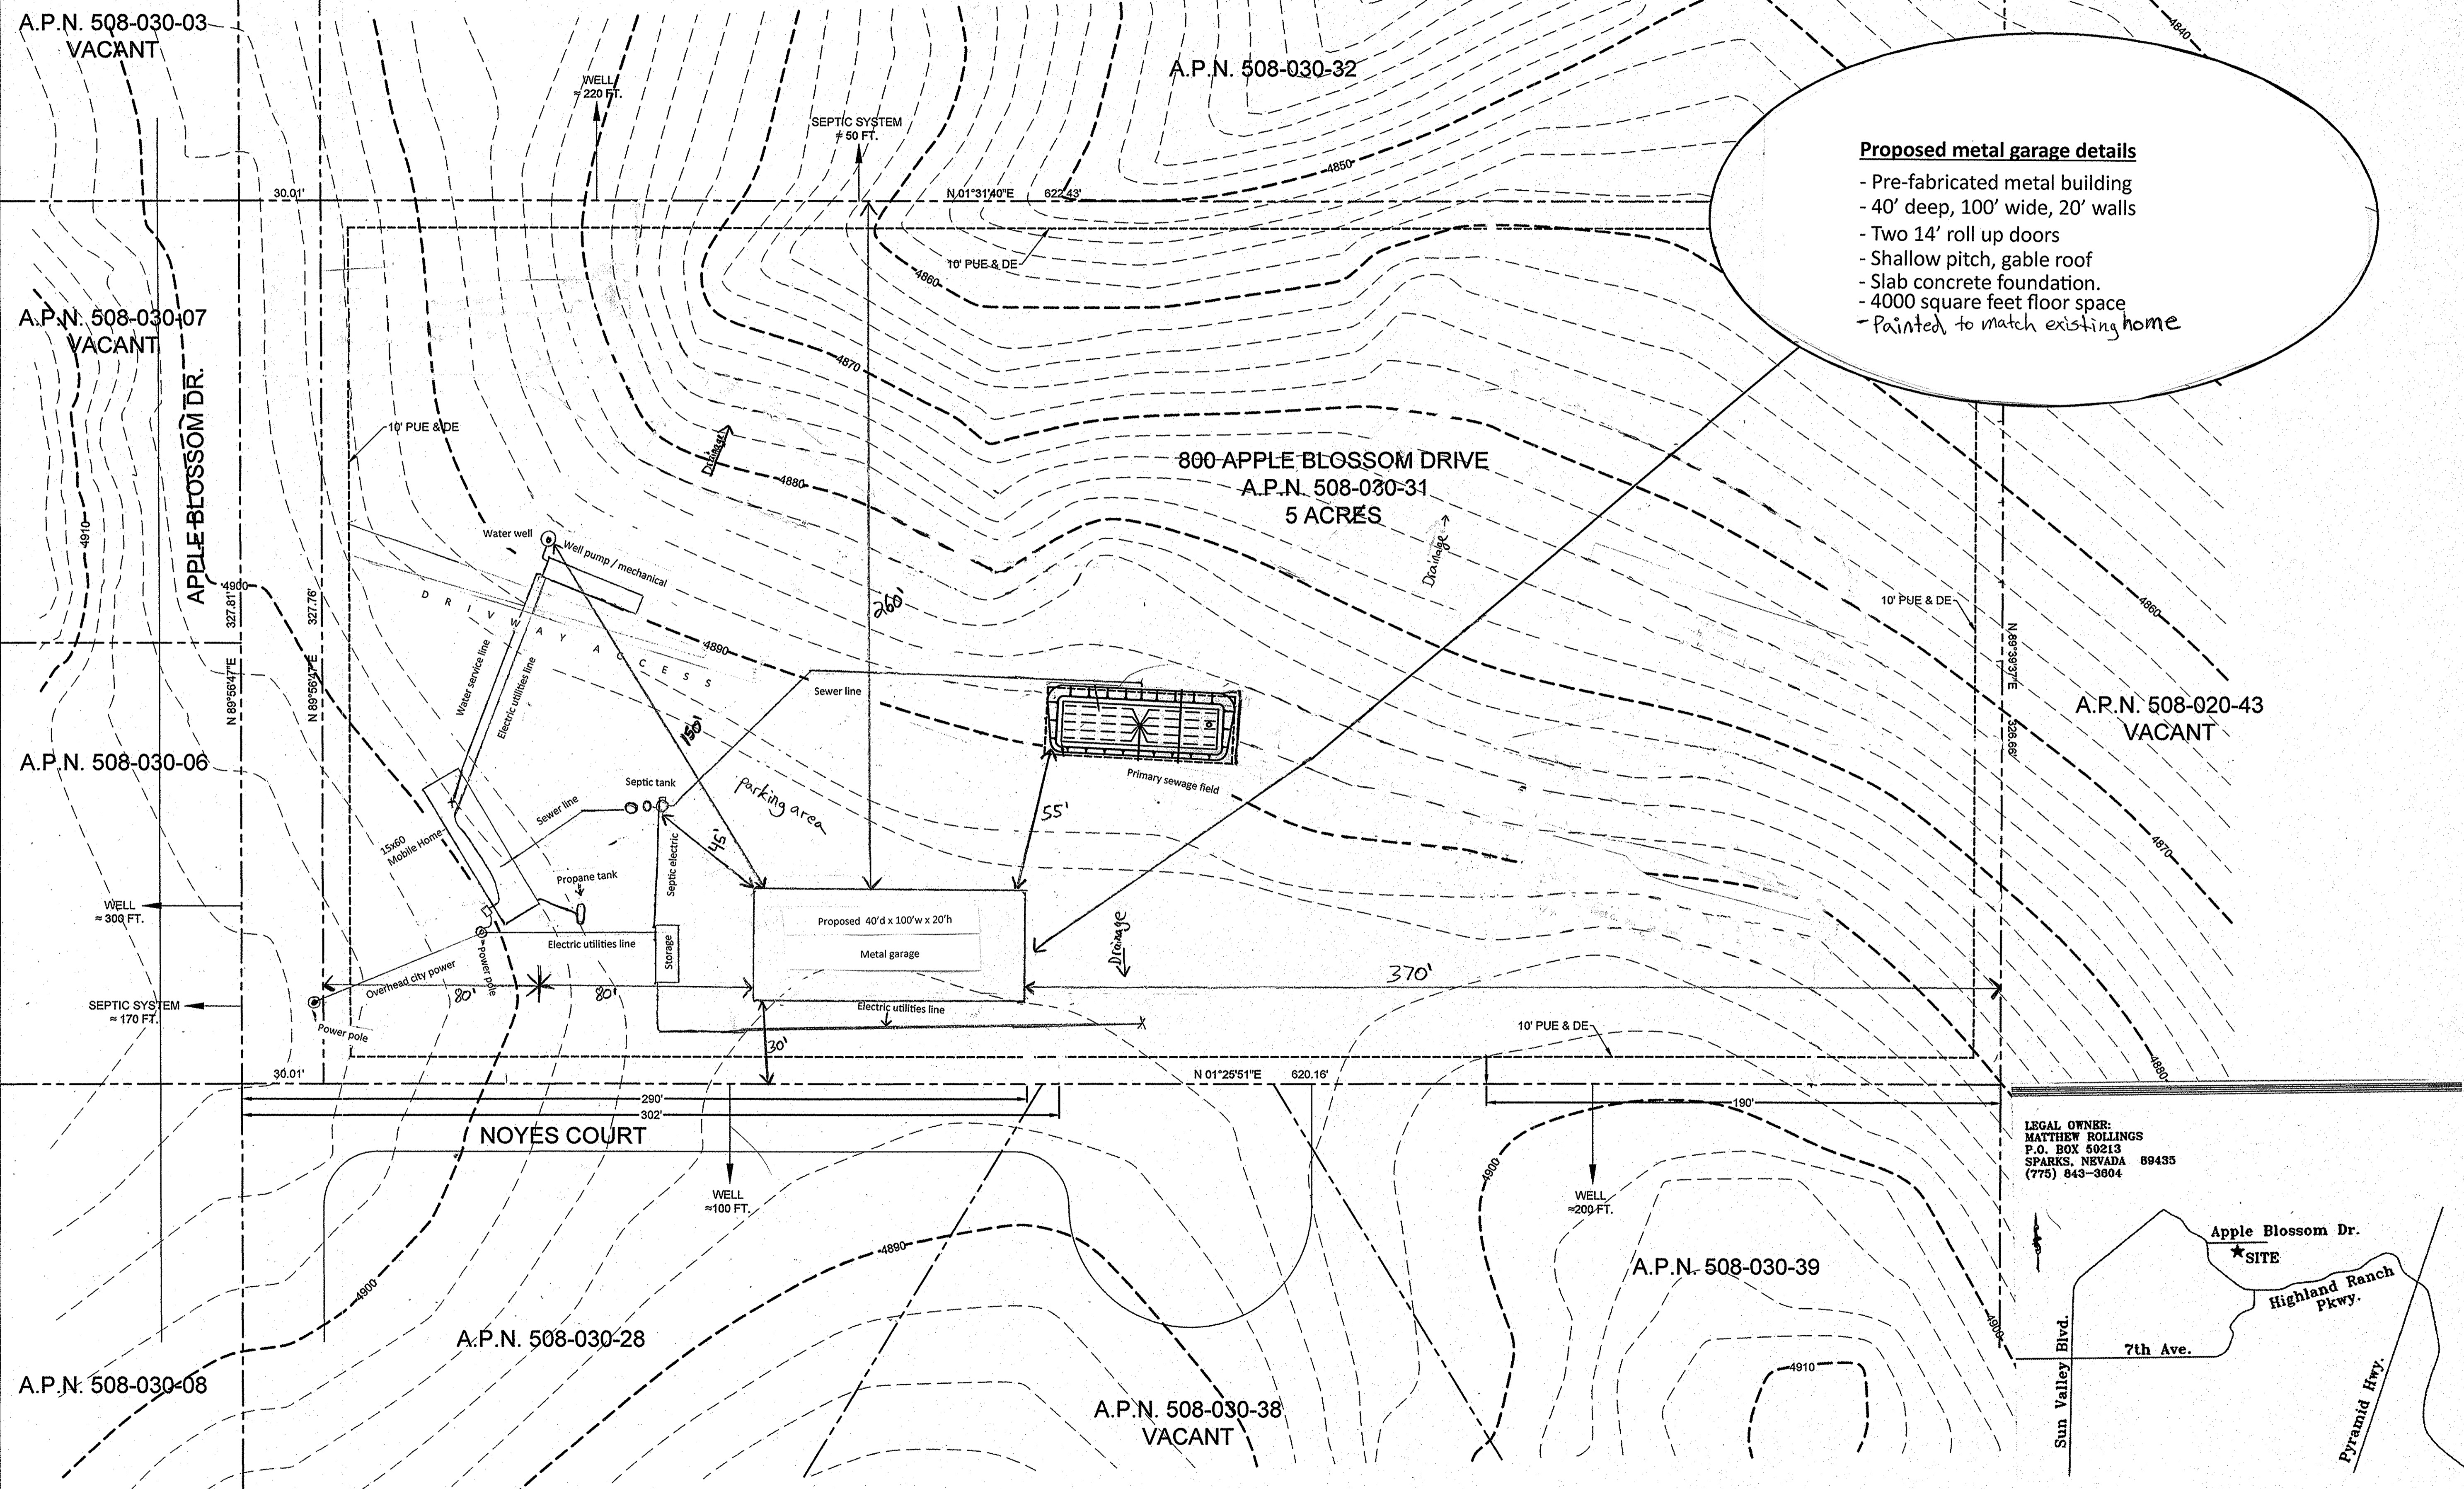 A.P.N. 508-030-03
VACANT
WELL
≈ 220 FT.
SEPTIC SYSTEM
≈ 50 FT.
A.P.N. 508-030-32
4840
4850
30.01'
N 01°31'40"E 622.43'
10' PUE & DE
4860
4870
4880
Proposed metal garage details
- Pre-fabricated metal building
- 40' deep, 100' wide, 20' walls
- Two 14' roll up doors
- Shallow pitch, gable roof
- Slab concrete foundation.
- 4000 square feet floor space
- Painted to match existing home
A.P.N. 508-030-07
VACANT
APPLE BLOSSOM DR.
10' PUE & DE
Drainage
800 APPLE BLOSSOM DRIVE
A.P.N. 508-030-31
5 ACRES
Drainage
4910
4900
N 89°56'47"E 327.81'
N 89°56'47"E 327.76'
Water well
Well pump / mechanical
DRIVWAY ACCESS
Water service line
Electric utilities line
4890
260'
150'
Sewer line
10' PUE & DE
N 89°39'37"E 326.66'
4860
A.P.N. 508-020-43
VACANT
4870
4880
A.P.N. 508-030-06
Septic tank
Sewer line
parking area
45'
Septic electric
55'
Primary sewage field
15x60
Mobile Home
Propane tank
WELL
≈ 300 FT.
SEPTIC SYSTEM
≈ 170 FT.
Electric utilities line
Storage
Power pole
Overhead city power
Power pole
80'
80'
Proposed 40'd x 100'w x 20'h
Metal garage
Drainage
370'
Electric utilities line
30'
10' PUE & DE
30.01'
N 01°25'51"E 620.16'
290'
302'
190'
NOYES COURT
WELL
≈100 FT.
WELL
≈200 FT.
4900
4890
4900
4900
4910
A.P.N. 508-030-28
A.P.N. 508-030-08
A.P.N. 508-030-38
VACANT
A.P.N. 508-030-39
LEGAL OWNER:
MATTHEW ROLLINGS
P.O. BOX 50213
SPARKS, NEVADA 89435
(775) 843-3604
Apple Blossom Dr.
SITE
Highland Ranch
Pkwy.
7th Ave.
Sun Valley Blvd.
Pyramid Hwy.